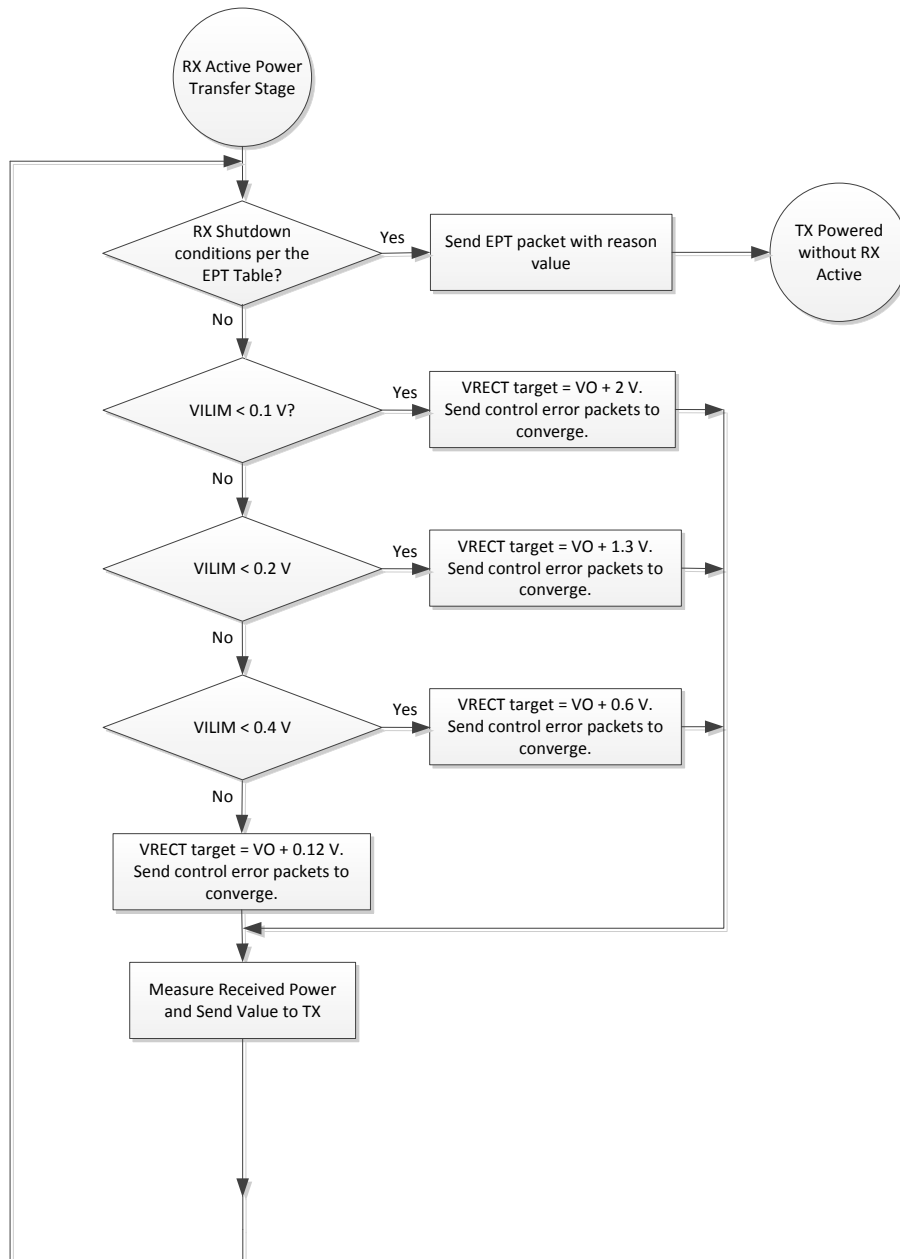 RX Active Power
Transfer Stage
RX Shutdown
conditions per the
EPT Table?
Yes
Send EPT packet with reason
value
TX Powered
without RX
Active
No
VILIM < 0.1 V?
Yes
VRECT target = VO + 2 V.
Send control error packets to
converge.
No
VILIM < 0.2 V
Yes
VRECT target = VO + 1.3 V.
Send control error packets to
converge.
No
VILIM < 0.4 V
Yes
VRECT target = VO + 0.6 V.
Send control error packets to
converge.
No
VRECT target = VO + 0.12 V.
Send control error packets to
converge.
Measure Received Power
and Send Value to TX